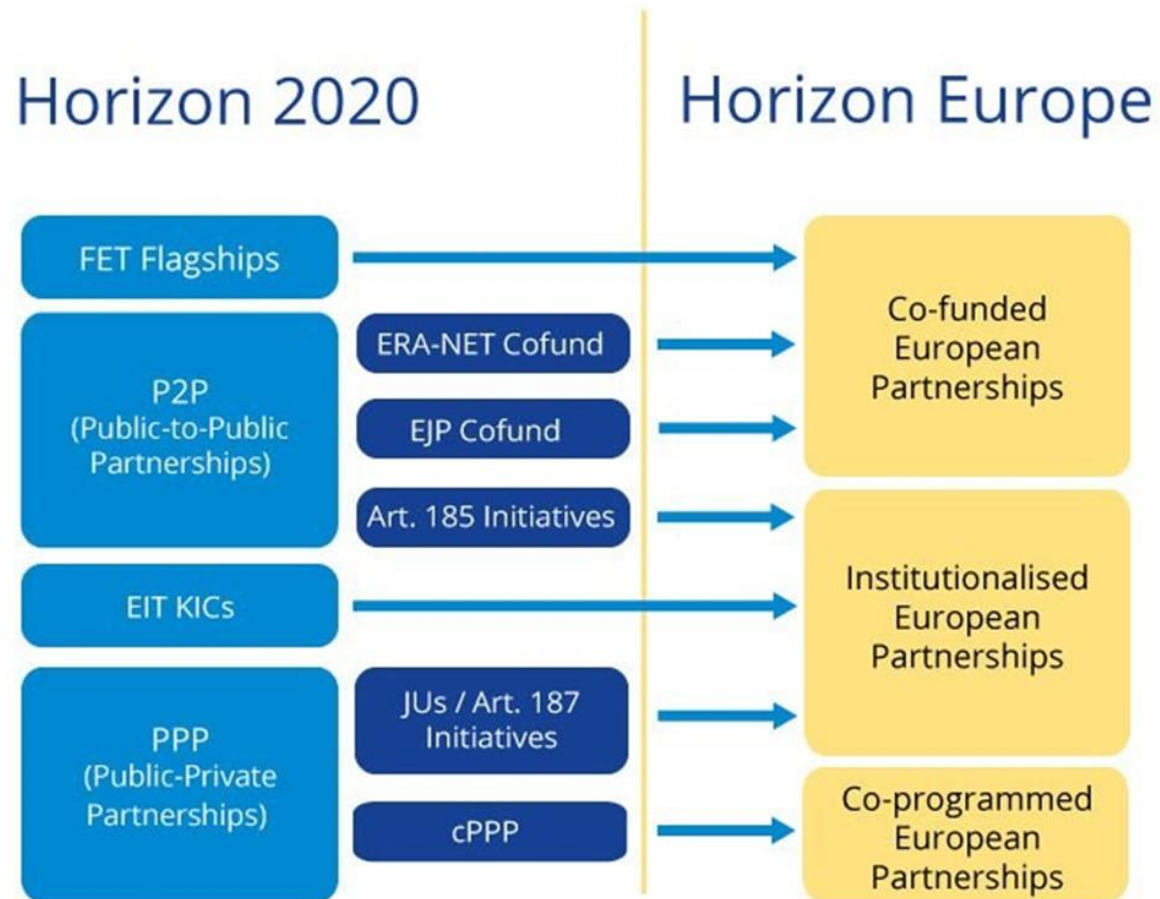 Horizon 2020
Horizon Europe
FET Flagships
P2P
(Public-to-Public
Partnerships)
ERA-NET Cofund
EJP Cofund
Art. 185 Initiatives
EIT KICs
PPP
(Public-Private
Partnerships)
JUs / Art. 187
Initiatives
cPPP
Co-funded
European
Partnerships
Institutionalised
European
Partnerships
Co-programmed
European
Partnerships